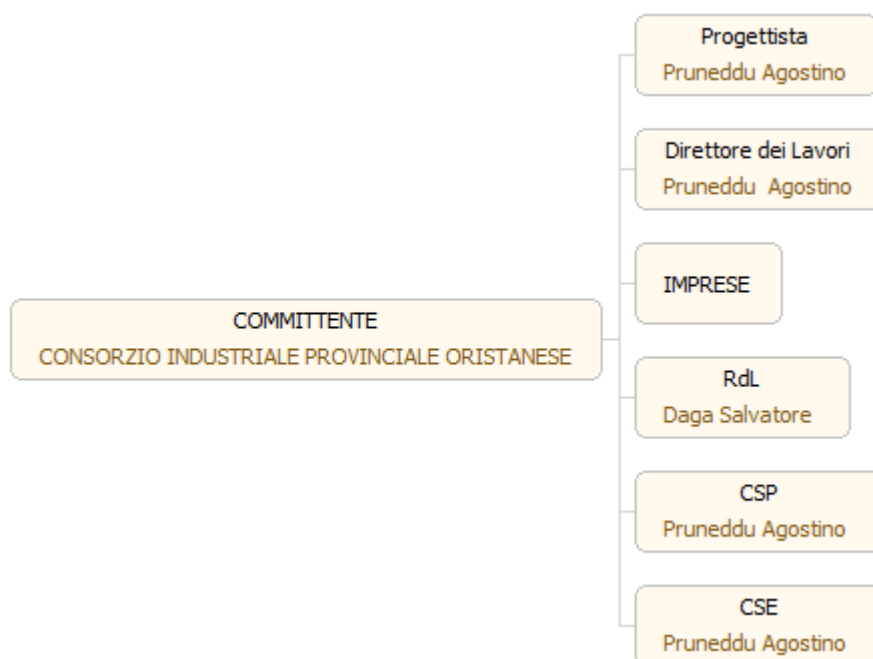 Progettista
Pruneddu Agostino
Direttore dei Lavori
Pruneddu  Agostino
IMPRESE
COMMITTENTE
CONSORZIO INDUSTRIALE PROVINCIALE ORISTANESE
RdL
Daga Salvatore
CSP
Pruneddu Agostino
CSE
Pruneddu Agostino